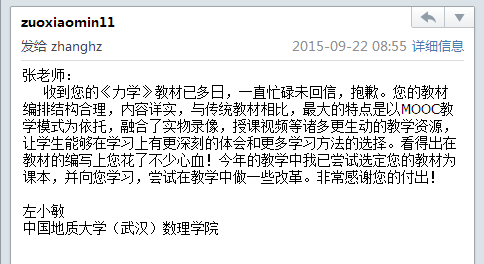 zuoxiaomin11
发给 zhanghz 2015-09-22 08:55 详细信息
张老师：
收到您的《力学》教材已多日，一直忙碌未回信，抱歉。您的教材
编排结构合理，内容详实，与传统教材相比，最大的特点是以MOOC教
学模式为依托，融合了实物录像，授课视频等诸多更生动的教学资源，
让学生能够在学习上有更深刻的体会和更多学习方法的选择。看得出在
教材的编写上您花了不少心血！今年的教学中我已尝试选定您的教材为
课本，并向您学习，尝试在教学中做一些改革。非常感谢您的付出！
左小敏
中国地质大学（武汉）数理学院